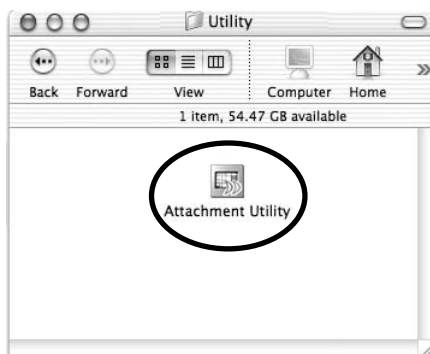 Utility
Back Forward View Computer Home
1 item, 54.47 GB available
Attachment Utility